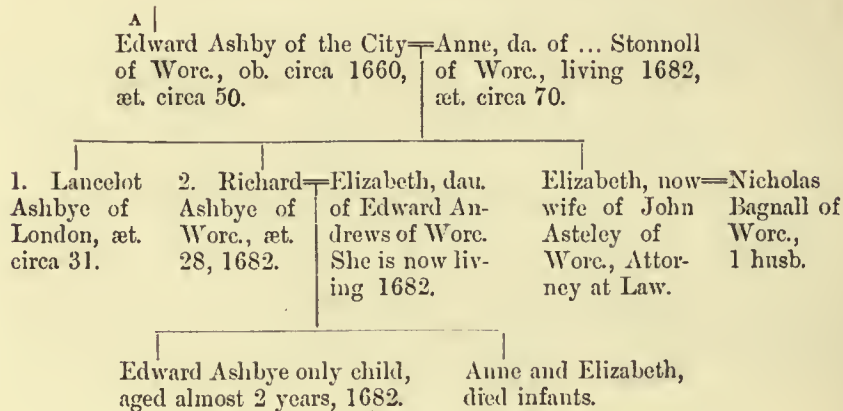 A
Edward Ashby of the City=Anne, da. of ... Stonnoll
of Worc., ob. circa 1660, of Worc., living 1682,
æt. circa 50. æt. circa 70.
1. Lancelot
Ashbye of
London, æt.
circa 31.
2. Richard=Elizabeth, dau.
Ashbye of of Edward An-
Worc., æt. drews of Worc.
28, 1682. She is now liv-
ing 1682.
Elizabeth, now=Nicholas
wife of John Bagnall of
Asteley of Worc.,
Worc., Attor- 1 husb.
ney at Law.
Edward Ashbye only child,
aged almost 2 years, 1682.
Anne and Elizabeth,
died infants.